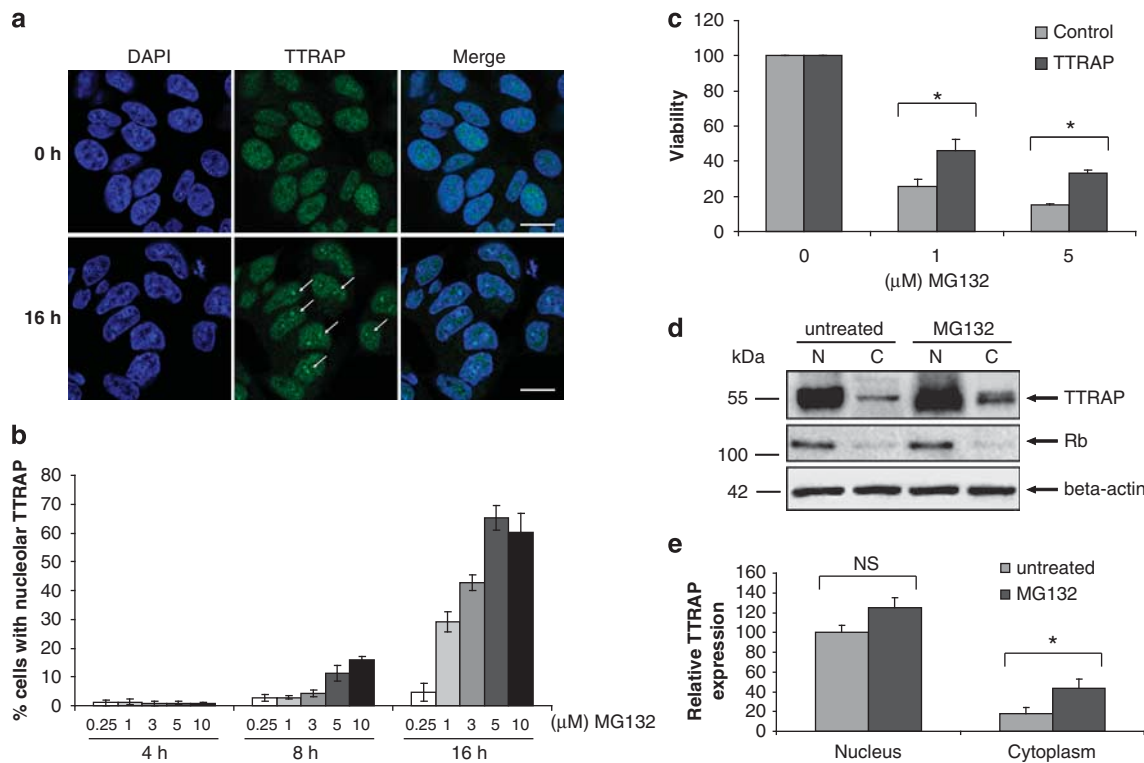 a
DAPI TTRAP Merge
0 h
16 h
b
% cells with nucleolar TTRAP
80
70
60
50
40
30
20
10
0
0.25 1 3 5 10 0.25 1 3 5 10 0.25 1 3 5 10 (μM) MG132
4 h 8 h 16 h
c
Viability
120
100
80
60
40
20
0
Control
TTRAP
* *
0 1 5
(μM) MG132
d
untreated MG132
kDa N C N C
55 TTRAP
100 Rb
42 beta-actin
e
Relative TTRAP
expression
160
140
120
100
80
60
40
20
0
NS
*
untreated
MG132
Nucleus Cytoplasm